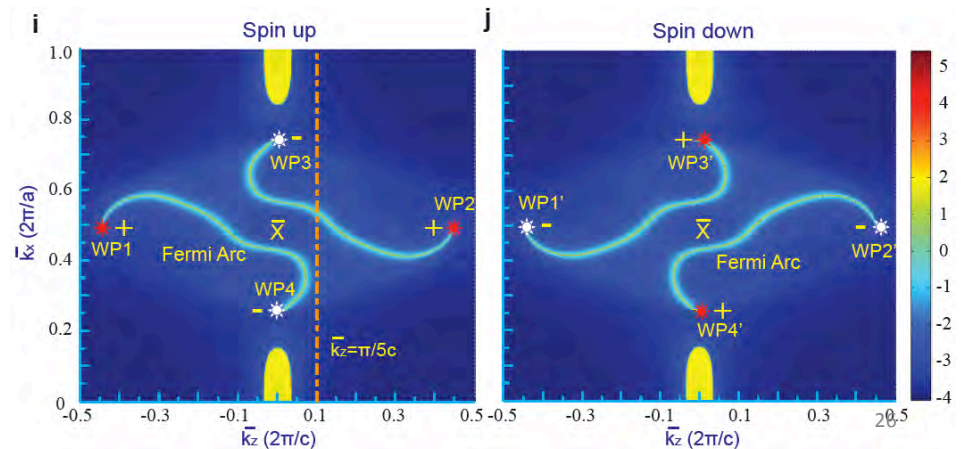 i
Spin up
j
Spin down
1.0
0.8
0.6
0.4
0.2
0
k̄x (2π/a)
WP3
-
WP2
+
WP1
+
X̄
Fermi Arc
WP4
-
k̄z=π/5c
-0.5
-0.3
-0.1
0.1
0.3
0.5
k̄z (2π/c)
+
WP3'
WP1'
-
X̄
-
WP2'
Fermi Arc
WP4'
+
-0.5
-0.3
-0.1
0.1
0.3
0.5
k̄z (2π/c)
5
4
3
2
1
0
-1
-2
-3
-4
26